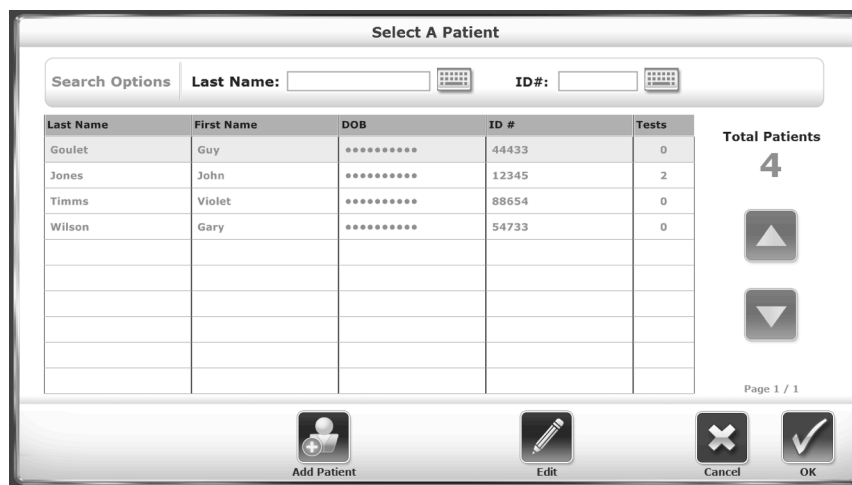 Select A Patient
Search Options Last Name: ID#:
Last Name First Name DOB ID # Tests
Goulet Guy •••••••••• 44433 0
Jones John •••••••••• 12345 2
Timms Violet •••••••••• 88654 0
Wilson Gary •••••••••• 54733 0
Total Patients
4
Page 1 / 1
Add Patient Edit Cancel OK